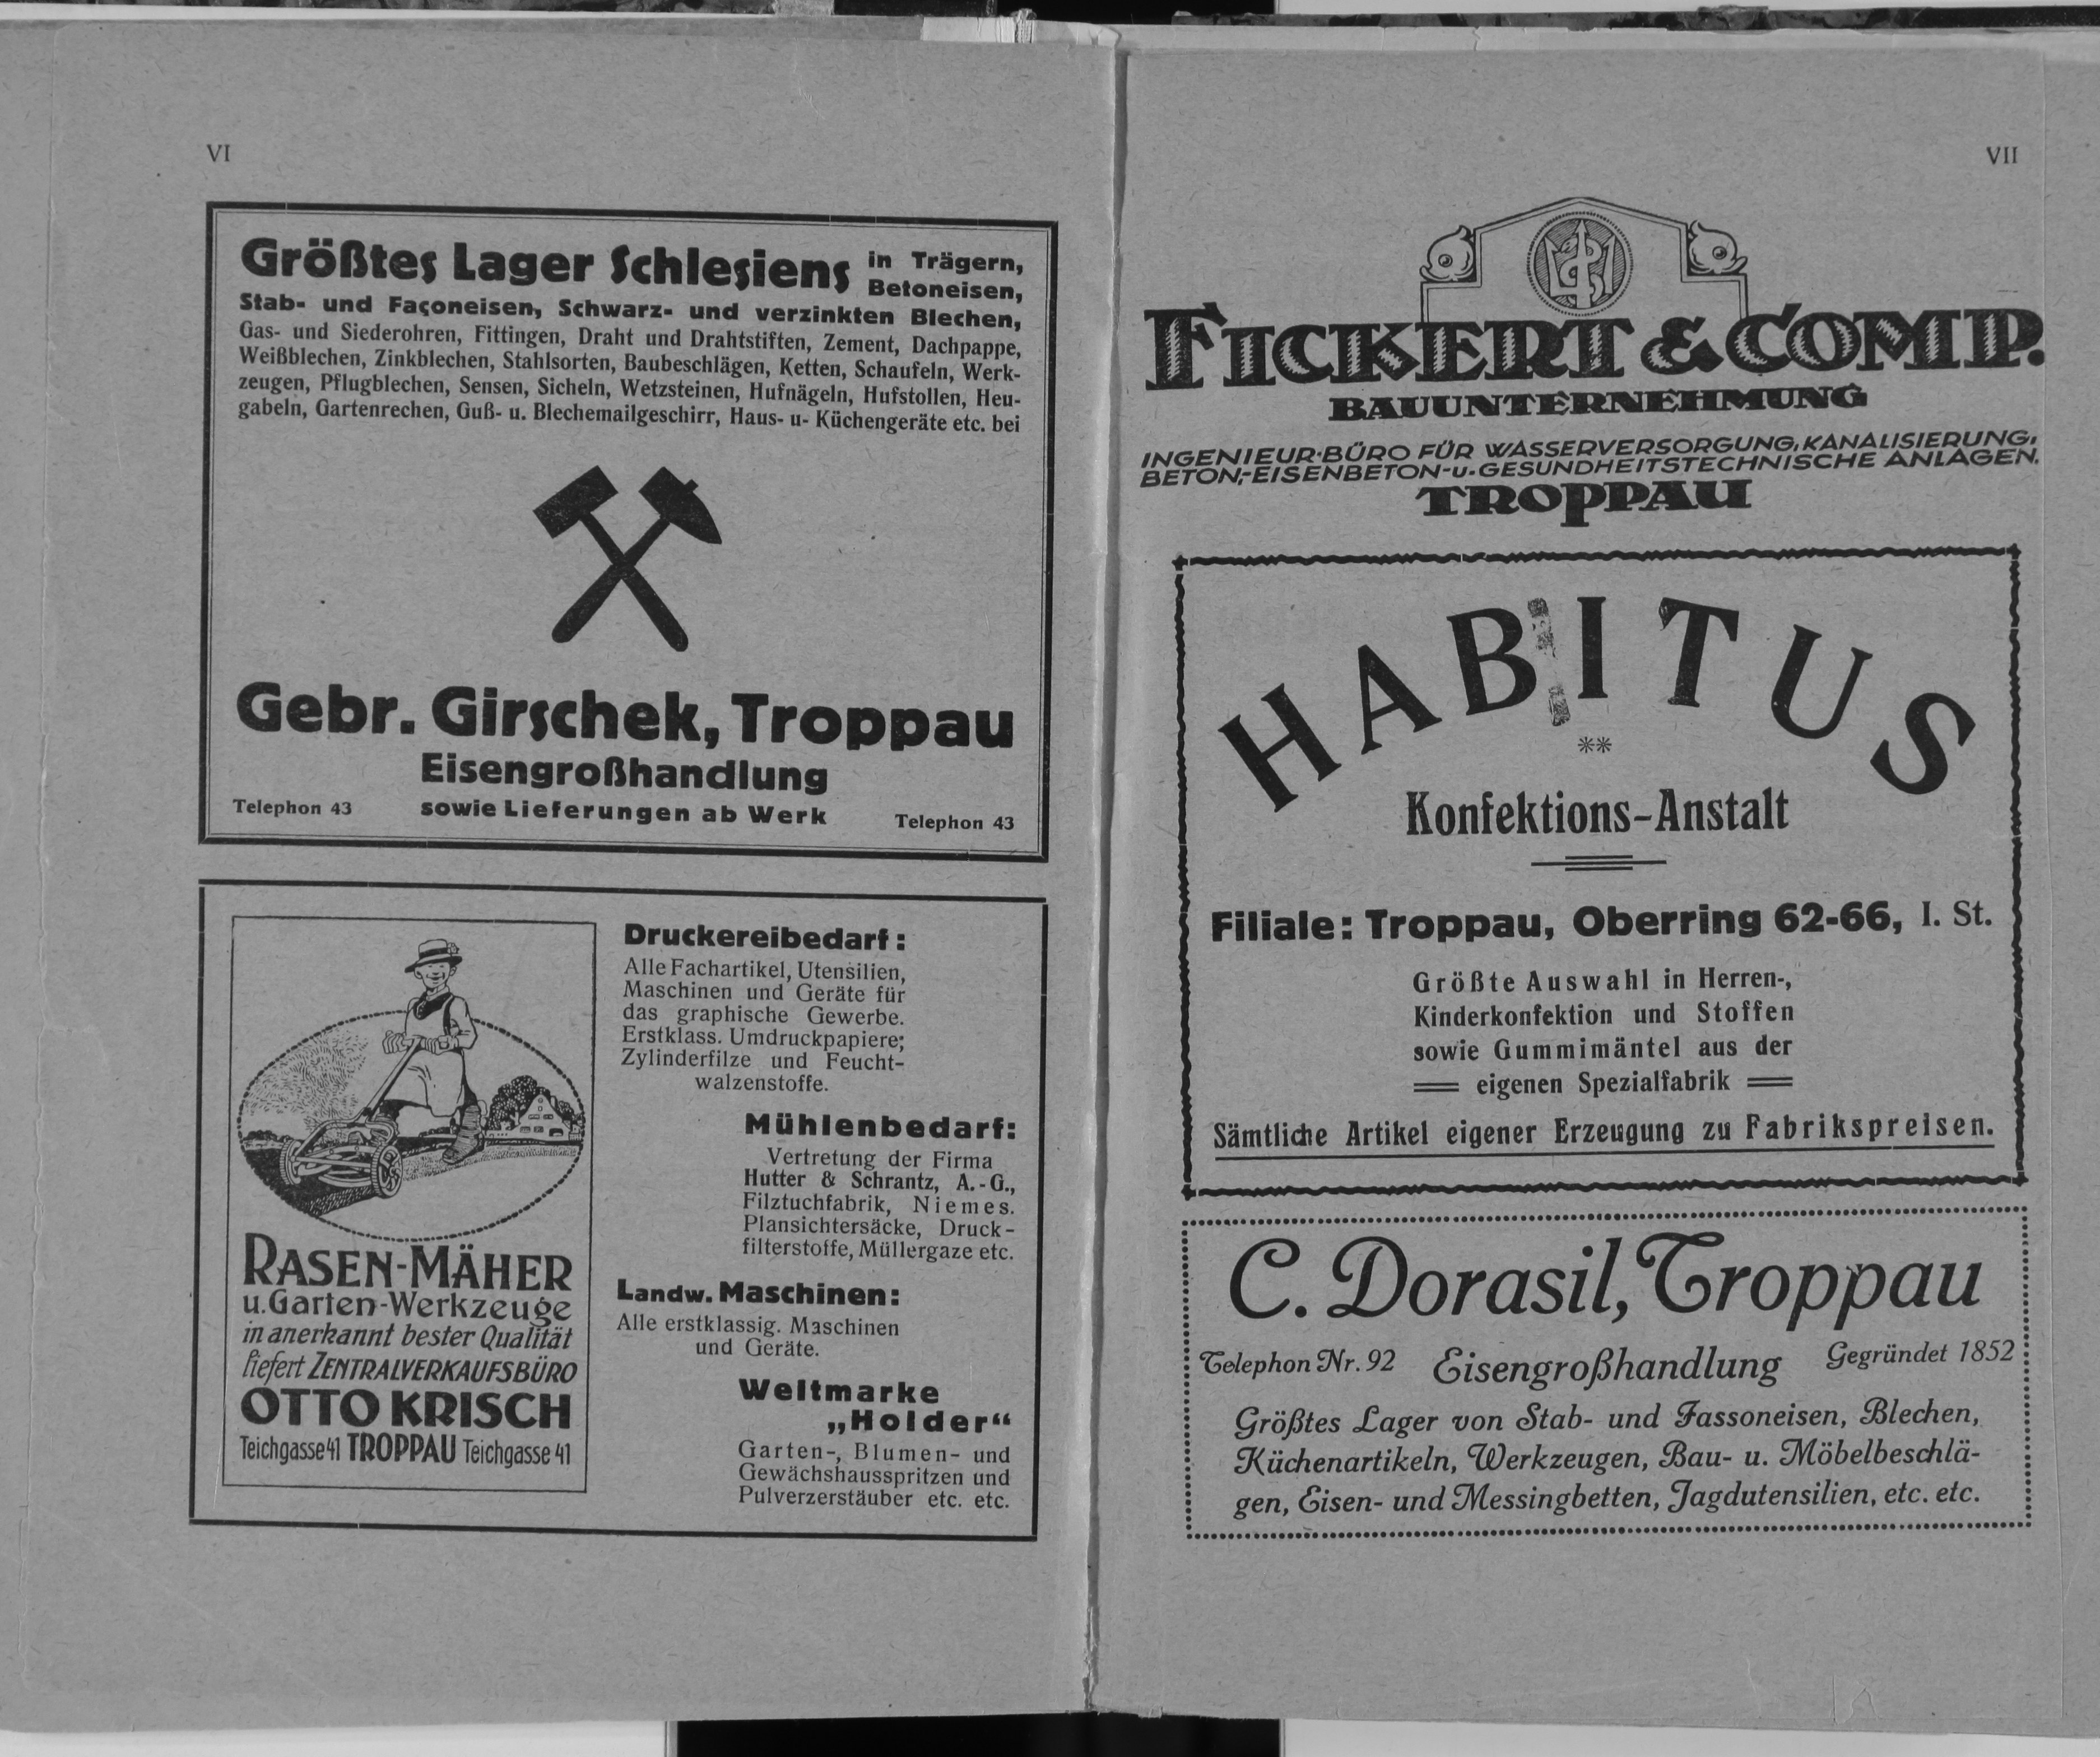 VI
Größtes Lager Schlesiens in Trägern,
Betoneisen,
Stab- und Façoneisen, Schwarz- und verzinkten Blechen,
Gas- und Siederohren, Fittingen, Draht und Drahtstiften, Zement, Dachpappe,
Weißblechen, Zinkblechen, Stahlsorten, Baubeschlägen, Ketten, Schaufeln, Werk-
zeugen, Pflugblechen, Sensen, Sicheln, Wetzsteinen, Hufnägeln, Hufstollen, Heu-
gabeln, Gartenrechen, Guß- u. Blechemailgeschirr, Haus- u- Küchengeräte etc. bei
Gebr. Girschek, Troppau
Eisengroßhandlung
Telephon 43 sowie Lieferungen ab Werk Telephon 43
RASEN-MÄHER
u. Garten-Werkzeuge
in anerkannt bester Qualität
liefert ZENTRALVERKAUFSBÜRO
OTTO KRISCH
Teichgasse 41 TROPPAU Teichgasse 41
Druckereibedarf:
Alle Fachartikel, Utensilien,
Maschinen und Geräte für
das graphische Gewerbe.
Erstklass. Umdruckpapiere;
Zylinderfilze und Feucht-
walzenstoffe.
Mühlenbedarf:
Vertretung der Firma
Hutter & Schrantz, A.-G.,
Filztuchfabrik, Niemes.
Plansichtersäcke, Druck-
filterstoffe, Müllergaze etc.
Landw. Maschinen:
Alle erstklassig. Maschinen
und Geräte.
Weltmarke
„Holder“
Garten-, Blumen- und
Gewächshausspritzen und
Pulverzerstäuber etc. etc.
VII
FICKERT & COMP.
BAUUNTERNEHMUNG
INGENIEUR-BÜRO FÜR WASSERVERSORGUNG, KANALISIERUNG,
BETON-, EISENBETON- u. GESUNDHEITSTECHNISCHE ANLAGEN.
TROPPAU
HABITUS
**
Konfektions-Anstalt
Filiale: Troppau, Oberring 62-66, I. St.
Größte Auswahl in Herren-,
Kinderkonfektion und Stoffen
sowie Gummimäntel aus der
eigenen Spezialfabrik
Sämtliche Artikel eigener Erzeugung zu Fabrikspreisen.
C. Dorasil, Troppau
Telephon Nr. 92 Eisengroßhandlung Gegründet 1852
Größtes Lager von Stab- und Fassoneisen, Blechen,
Küchenartikeln, Werkzeugen, Bau- u. Möbelbeschlä-
gen, Eisen- und Messingbetten, Jagdutensilien, etc. etc.